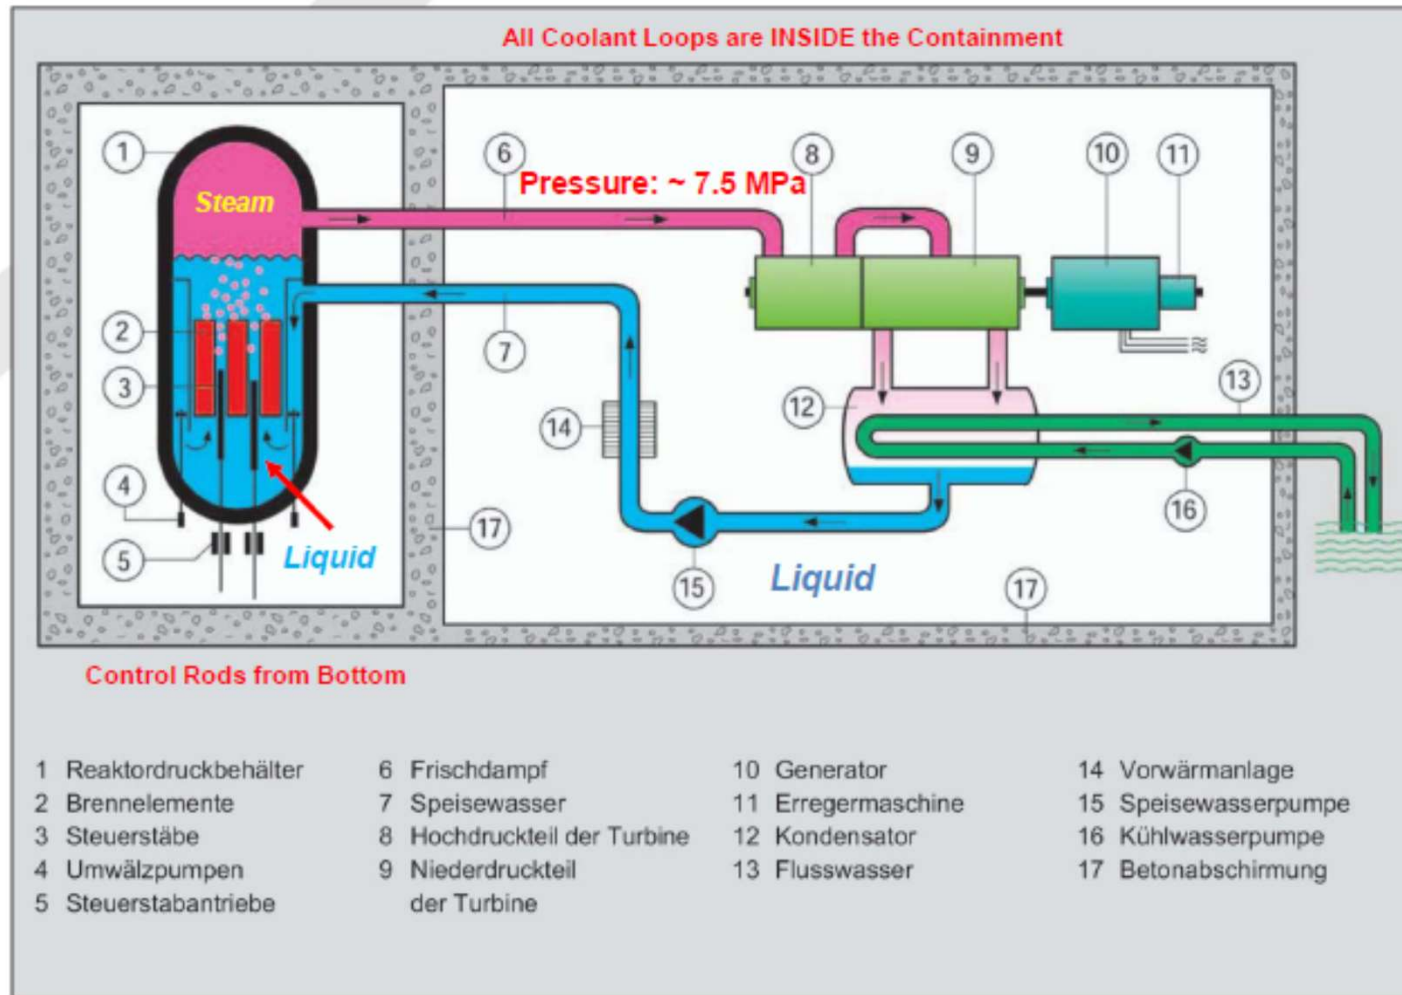 All Coolant Loops are INSIDE the Containment
1
6
8
9
10
11
Pressure: ~ 7.5 MPa
Steam
2
7
3
12
13
14
4
17
16
5
Liquid
15
Liquid
17
Control Rods from Bottom
1 Reaktordruckbehälter
2 Brennelemente
3 Steuerstäbe
4 Umwälzpumpen
5 Steuerstabantriebe
6 Frischdampf
7 Speisewasser
8 Hochdruckteil der Turbine
9 Niederdruckteil
der Turbine
10 Generator
11 Erregermaschine
12 Kondensator
13 Flusswasser
14 Vorwärmanlage
15 Speisewasserpumpe
16 Kühlwasserpumpe
17 Betonabschirmung